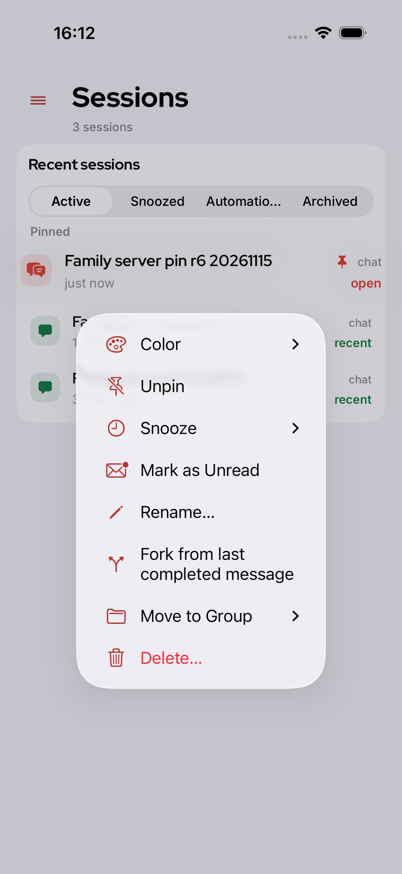 16:12
Sessions
3 sessions
Recent sessions
Active Snoozed Automatio... Archived
Pinned
Family server pin r6 20261115
chat
just now
open
chat
recent
chat
recent
Color
Unpin
Snooze
Mark as Unread
Rename...
Fork from last
completed message
Move to Group
Delete...